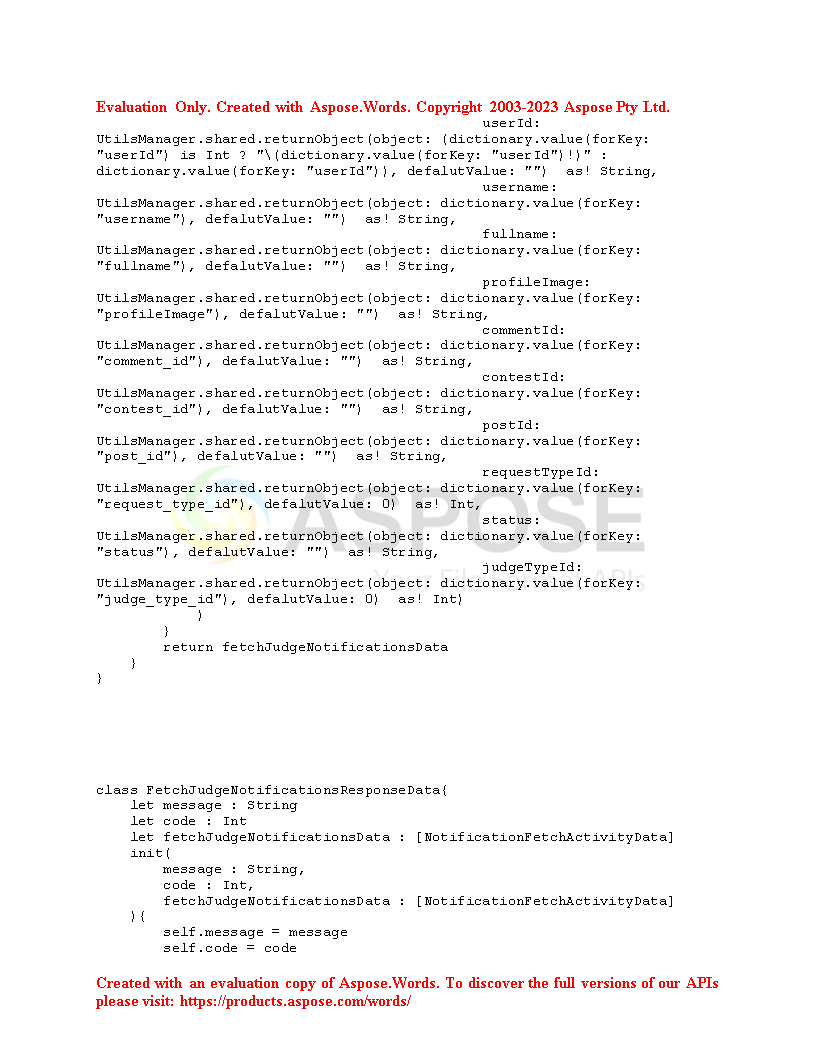 Evaluation Only. Created with Aspose.Words. Copyright 2003-2023 Aspose Pty Ltd.
userId:
UtilsManager.shared.returnObject(object: (dictionary.value(forKey:
"userId") is Int ? "\(dictionary.value(forKey: "userId")!)" :
dictionary.value(forKey: "userId")), defalutValue: "")  as! String,
username:
UtilsManager.shared.returnObject(object: dictionary.value(forKey:
"username"), defalutValue: "")  as! String,
fullname:
UtilsManager.shared.returnObject(object: dictionary.value(forKey:
"fullname"), defalutValue: "")  as! String,
profileImage:
UtilsManager.shared.returnObject(object: dictionary.value(forKey:
"profileImage"), defalutValue: "")  as! String,
commentId:
UtilsManager.shared.returnObject(object: dictionary.value(forKey:
"comment_id"), defalutValue: "")  as! String,
contestId:
UtilsManager.shared.returnObject(object: dictionary.value(forKey:
"contest_id"), defalutValue: "")  as! String,
postId:
UtilsManager.shared.returnObject(object: dictionary.value(forKey:
"post_id"), defalutValue: "")  as! String,
requestTypeId:
UtilsManager.shared.returnObject(object: dictionary.value(forKey:
"request_type_id"), defalutValue: 0)  as! Int,
ASPOSE
status:
UtilsManager.shared.returnObject(object: dictionary.value(forKey:
"status"), defalutValue: "")  as! String,
judgeTypeId:
Your File Format APIs
UtilsManager.shared.returnObject(object: dictionary.value(forKey:
"judge_type_id"), defalutValue: 0)  as! Int)
)
}
return fetchJudgeNotificationsData
}
}
class FetchJudgeNotificationsResponseData{
let message : String
let code : Int
let fetchJudgeNotificationsData : [NotificationFetchActivityData]
init(
message : String,
code : Int,
fetchJudgeNotificationsData : [NotificationFetchActivityData]
){
self.message = message
self.code = code
Created with an evaluation copy of Aspose.Words. To discover the full versions of our APIs
please visit: https://products.aspose.com/words/